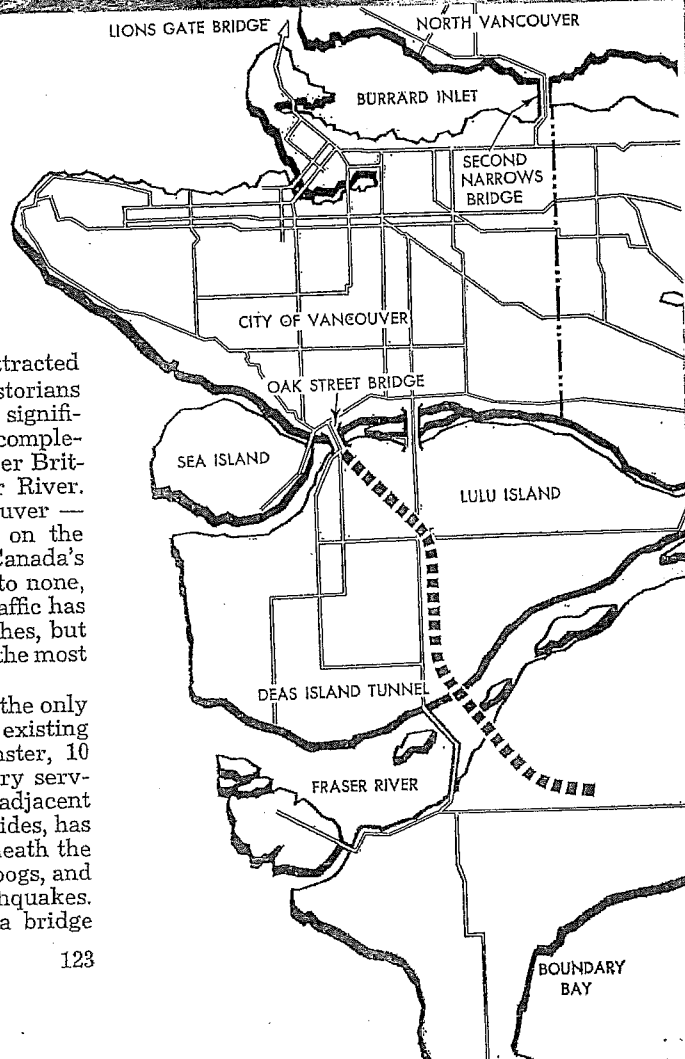 LIONS GATE BRIDGE
NORTH VANCOUVER
BURRARD INLET
SECOND
NARROWS
BRIDGE
CITY OF VANCOUVER
OAK STREET BRIDGE
SEA ISLAND
LULU ISLAND
DEAS ISLAND TUNNEL
FRASER RIVER
BOUNDARY
BAY
tracted
storians
signifi-
comple-
er Brit-
r River.
uver —
on the
Canada's
to none,
affic has
hes, but
the most
the only
existing
nster, 10
ry serv-
adjacent
ides, has
neath the
bogs, and
hquakes.
a bridge
123